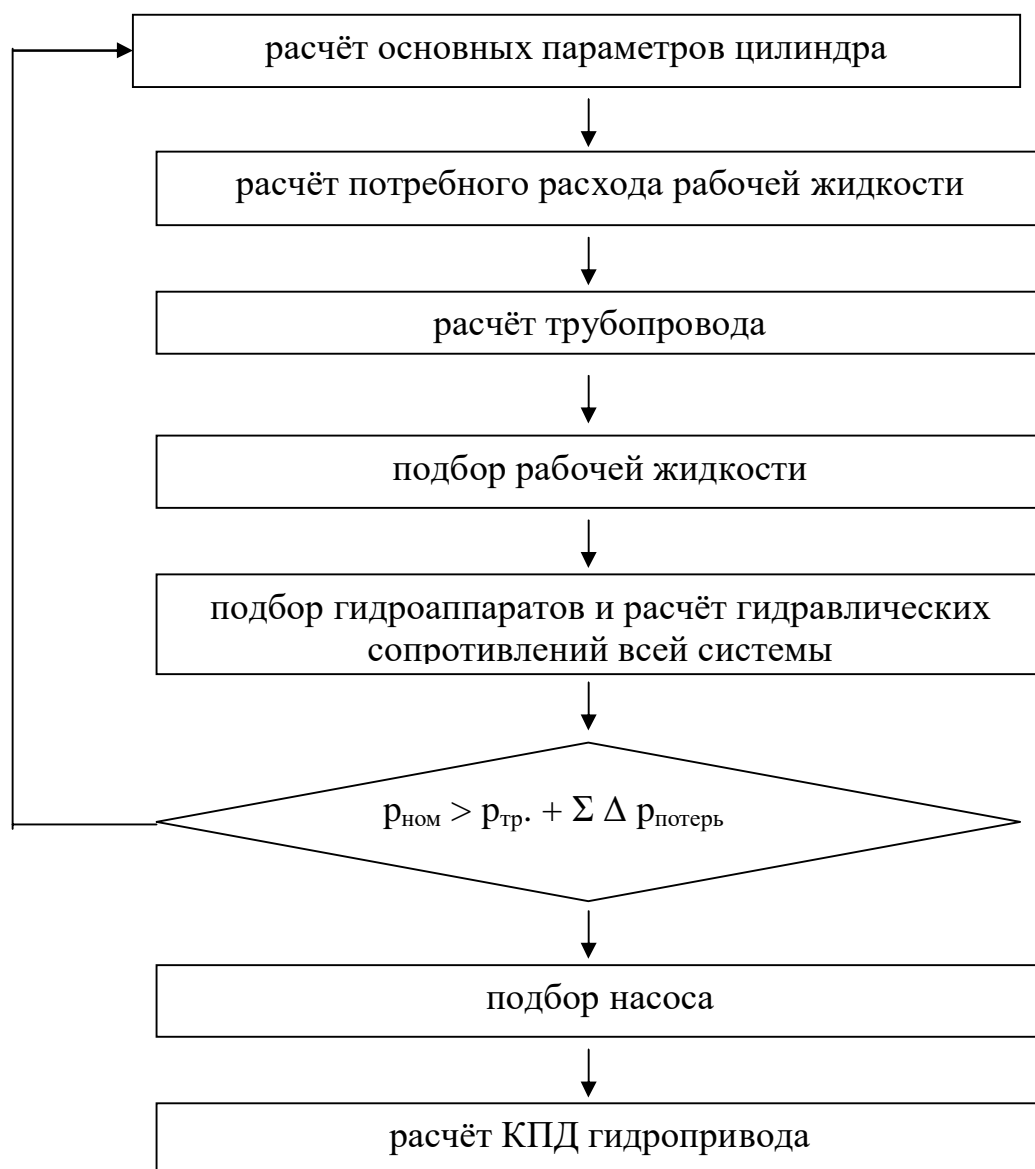 расчёт основных параметров цилиндра
расчёт потребного расхода рабочей жидкости
расчёт трубопровода
подбор рабочей жидкости
подбор гидроаппаратов и расчёт гидравлических
сопротивлений всей системы
pном > pтр. + Σ Δ pпотерь
подбор насоса
расчёт КПД гидропривода